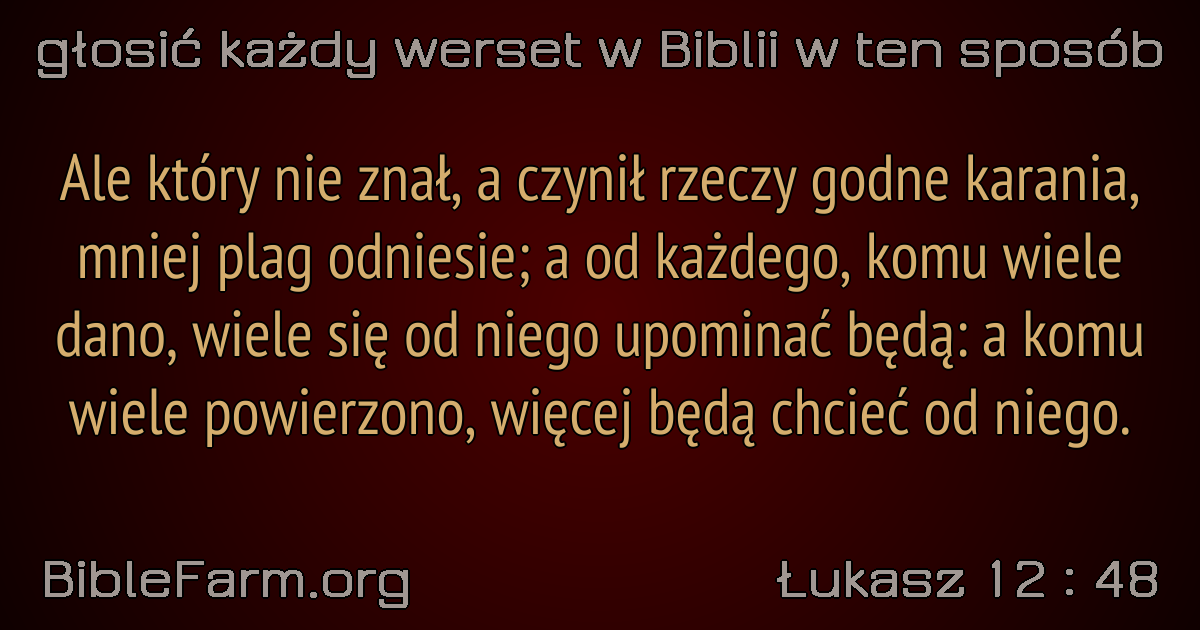 głosić każdy werset w Biblii w ten sposób
Ale który nie znał, a czynił rzeczy godne karania,
mniej plag odniesie; a od każdego, komu wiele
dano, wiele się od niego upominać będą: a komu
wiele powierzono, więcej będą chcieć od niego.
BibleFarm.org
Łukasz 12 : 48